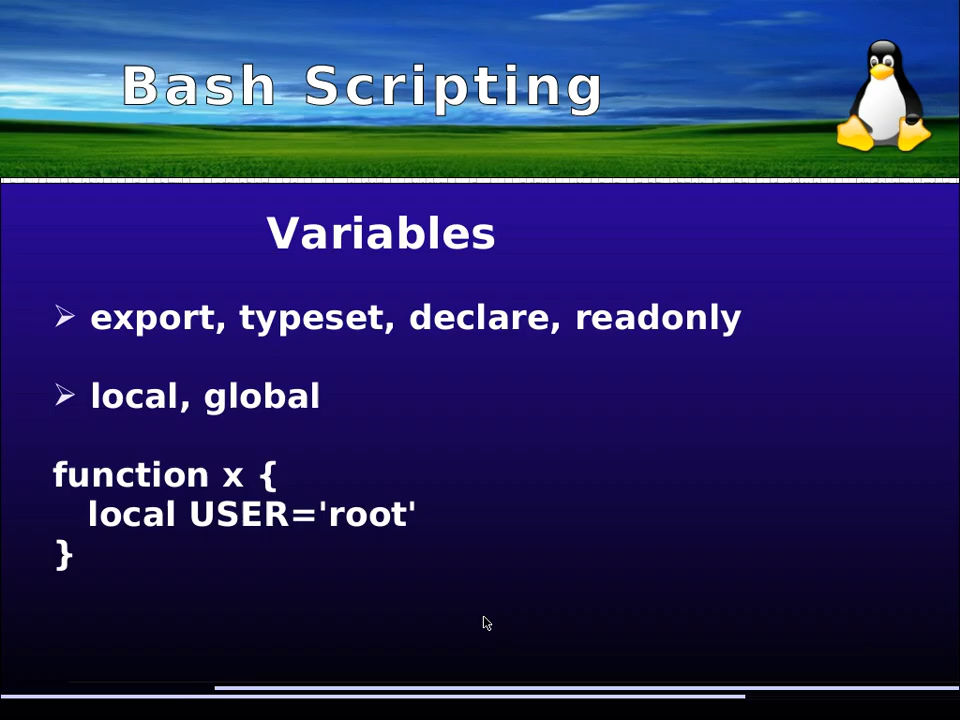 Bash Scripting
Variables
export, typeset, declare, readonly
local, global
function x {
local USER='root'
}